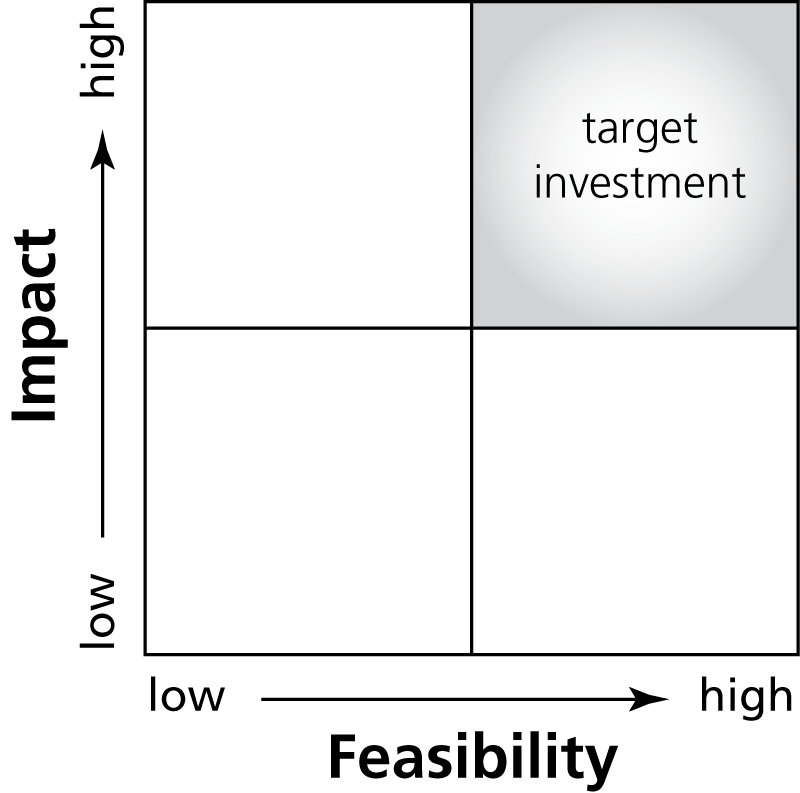 high
target
investment
Impact
low
low
high
Feasibility